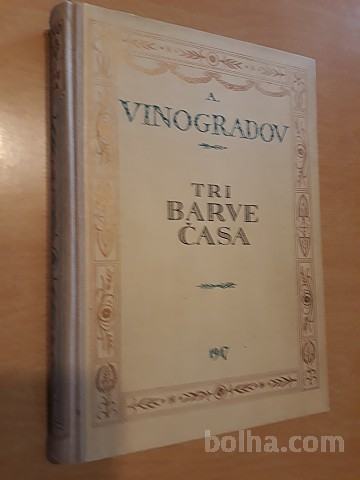 A.
VINOGRADOV
TRI
BARVE
ČASA
1947
bolha.com